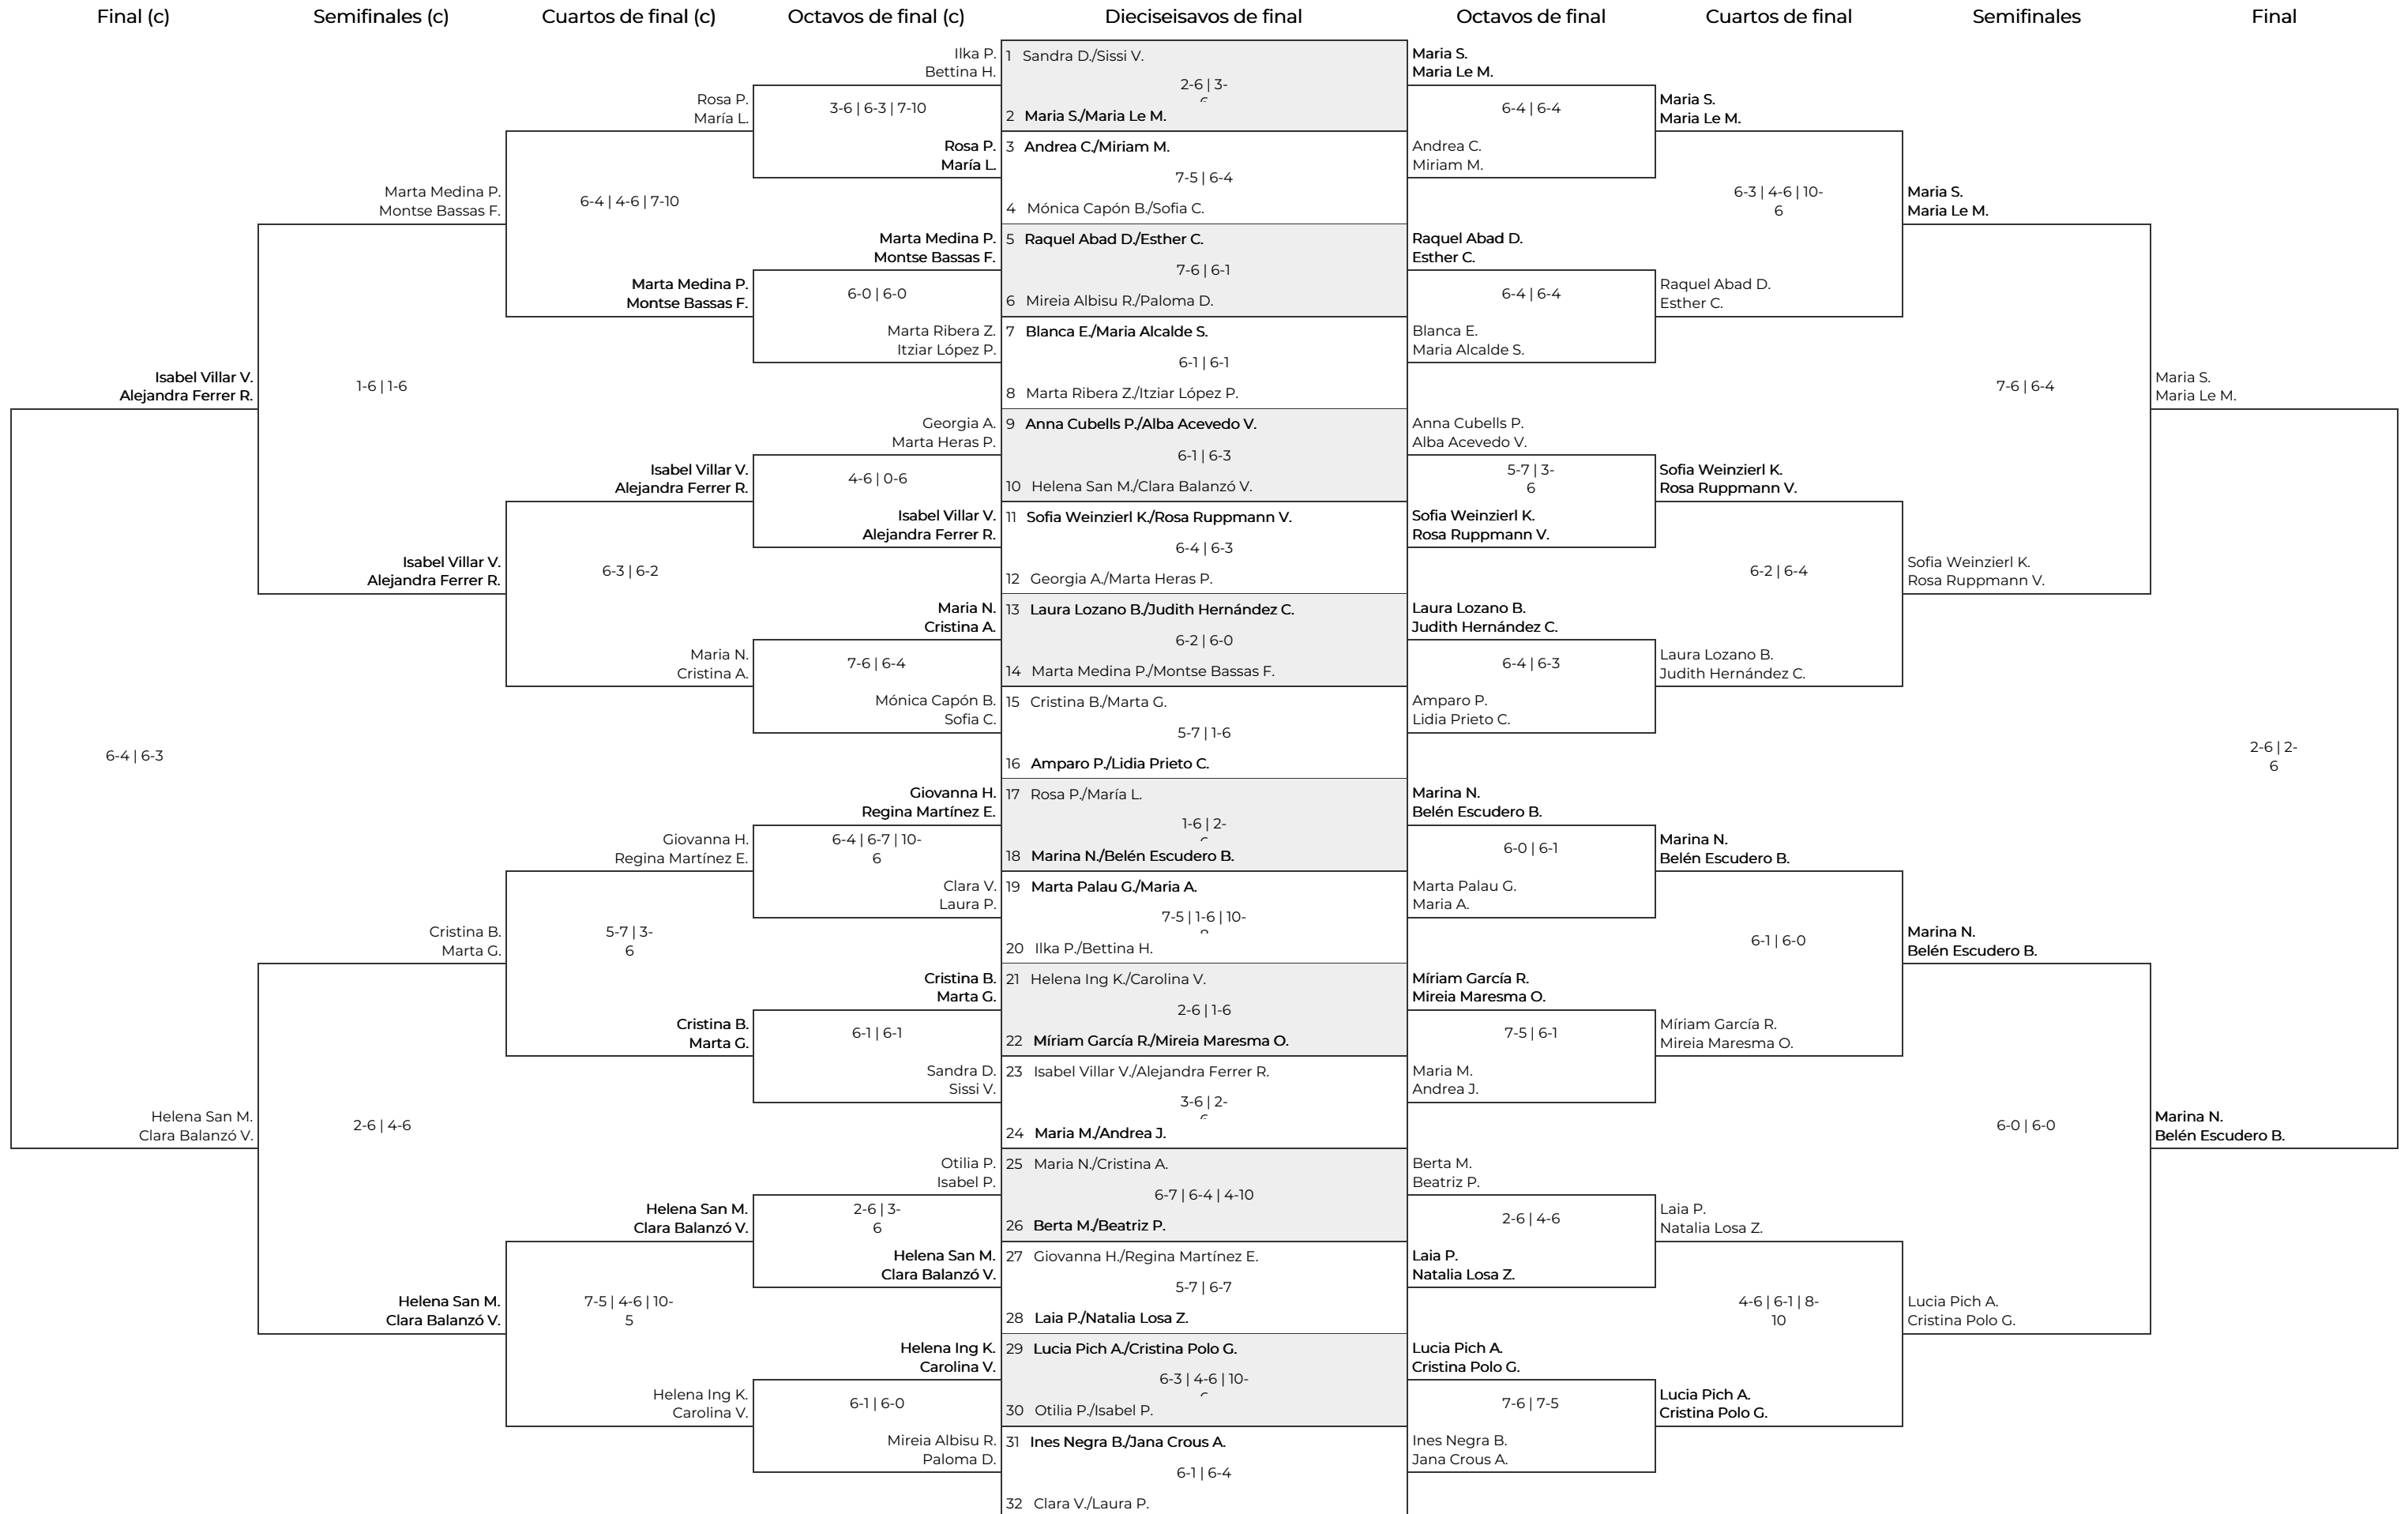 Final (c)
Semifinales (c)
Cuartos de final (c)
Octavos de final (c)
Dieciseisavos de final
Octavos de final
Cuartos de final
Semifinales
Final
Isabel Villar V.
Alejandra Ferrer R.
6-4 | 6-3
Helena San M.
Clara Balanzó V.
Marta Medina P.
Montse Bassas F.
1-6 | 1-6
Isabel Villar V.
Alejandra Ferrer R.
Cristina B.
Marta G.
2-6 | 4-6
Helena San M.
Clara Balanzó V.
Rosa P.
María L.
6-4 | 4-6 | 7-10
Marta Medina P.
Montse Bassas F.
Isabel Villar V.
Alejandra Ferrer R.
6-3 | 6-2
Maria N.
Cristina A.
Giovanna H.
Regina Martínez E.
5-7 | 3-
6
Cristina B.
Marta G.
Helena San M.
Clara Balanzó V.
7-5 | 4-6 | 10-
5
Helena Ing K.
Carolina V.
Ilka P.
Bettina H.
3-6 | 6-3 | 7-10
Rosa P.
María L.
Marta Medina P.
Montse Bassas F.
6-0 | 6-0
Marta Ribera Z.
Itziar López P.
Georgia A.
Marta Heras P.
4-6 | 0-6
Isabel Villar V.
Alejandra Ferrer R.
Maria N.
Cristina A.
7-6 | 6-4
Mónica Capón B.
Sofia C.
Giovanna H.
Regina Martínez E.
6-4 | 6-7 | 10-
6
Clara V.
Laura P.
Cristina B.
Marta G.
6-1 | 6-1
Sandra D.
Sissi V.
Otilia P.
Isabel P.
2-6 | 3-
6
Helena San M.
Clara Balanzó V.
Helena Ing K.
Carolina V.
6-1 | 6-0
Mireia Albisu R.
Paloma D.
1 Sandra D./Sissi V.
2-6 | 3-
2 Maria S./Maria Le M.
3 Andrea C./Miriam M.
7-5 | 6-4
4 Mónica Capón B./Sofia C.
5 Raquel Abad D./Esther C.
7-6 | 6-1
6 Mireia Albisu R./Paloma D.
7 Blanca E./Maria Alcalde S.
6-1 | 6-1
8 Marta Ribera Z./Itziar López P.
9 Anna Cubells P./Alba Acevedo V.
6-1 | 6-3
10 Helena San M./Clara Balanzó V.
11 Sofia Weinzierl K./Rosa Ruppmann V.
6-4 | 6-3
12 Georgia A./Marta Heras P.
13 Laura Lozano B./Judith Hernández C.
6-2 | 6-0
14 Marta Medina P./Montse Bassas F.
15 Cristina B./Marta G.
5-7 | 1-6
16 Amparo P./Lidia Prieto C.
17 Rosa P./María L.
1-6 | 2-
18 Marina N./Belén Escudero B.
19 Marta Palau G./Maria A.
7-5 | 1-6 | 10-
20 Ilka P./Bettina H.
21 Helena Ing K./Carolina V.
2-6 | 1-6
22 Míriam García R./Mireia Maresma O.
23 Isabel Villar V./Alejandra Ferrer R.
3-6 | 2-
24 Maria M./Andrea J.
25 Maria N./Cristina A.
6-7 | 6-4 | 4-10
26 Berta M./Beatriz P.
27 Giovanna H./Regina Martínez E.
5-7 | 6-7
28 Laia P./Natalia Losa Z.
29 Lucia Pich A./Cristina Polo G.
6-3 | 4-6 | 10-
30 Otilia P./Isabel P.
31 Ines Negra B./Jana Crous A.
6-1 | 6-4
32 Clara V./Laura P.
Maria S.
Maria Le M.
6-4 | 6-4
Andrea C.
Miriam M.
Raquel Abad D.
Esther C.
6-4 | 6-4
Blanca E.
Maria Alcalde S.
Anna Cubells P.
Alba Acevedo V.
5-7 | 3-
6
Sofia Weinzierl K.
Rosa Ruppmann V.
Laura Lozano B.
Judith Hernández C.
6-4 | 6-3
Amparo P.
Lidia Prieto C.
Marina N.
Belén Escudero B.
6-0 | 6-1
Marta Palau G.
Maria A.
Míriam García R.
Mireia Maresma O.
7-5 | 6-1
Maria M.
Andrea J.
Berta M.
Beatriz P.
2-6 | 4-6
Laia P.
Natalia Losa Z.
Lucia Pich A.
Cristina Polo G.
7-6 | 7-5
Ines Negra B.
Jana Crous A.
Maria S.
Maria Le M.
6-3 | 4-6 | 10-
6
Raquel Abad D.
Esther C.
Sofia Weinzierl K.
Rosa Ruppmann V.
6-2 | 6-4
Laura Lozano B.
Judith Hernández C.
Marina N.
Belén Escudero B.
6-1 | 6-0
Míriam García R.
Mireia Maresma O.
Laia P.
Natalia Losa Z.
4-6 | 6-1 | 8-
10
Lucia Pich A.
Cristina Polo G.
Maria S.
Maria Le M.
7-6 | 6-4
Sofia Weinzierl K.
Rosa Ruppmann V.
Marina N.
Belén Escudero B.
6-0 | 6-0
Lucia Pich A.
Cristina Polo G.
Maria S.
Maria Le M.
2-6 | 2-
6
Marina N.
Belén Escudero B.